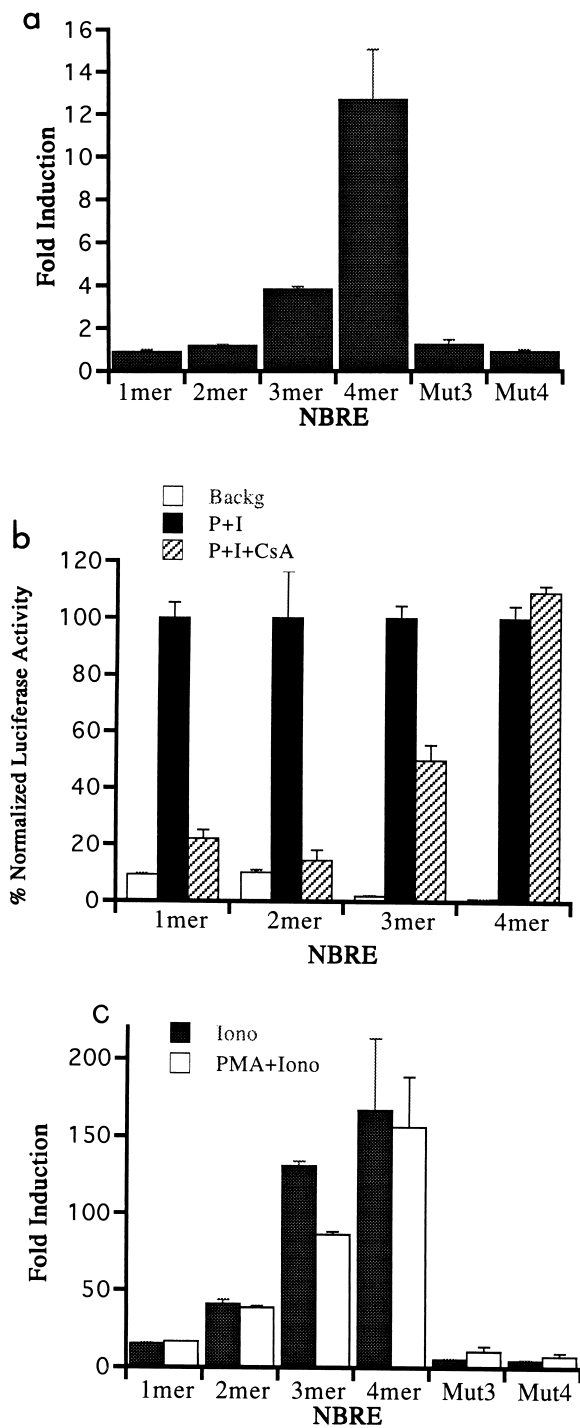 a
Fold Induction
16
14
12
10
8
6
4
2
0
1mer 2mer 3mer 4mer Mut3 Mut4
NBRE
b
Backg
P+I
P+I+CsA
% Normalized Luciferase Activity
120
100
80
60
40
20
0
1mer 2mer 3mer 4mer
NBRE
c
Iono
PMA+Iono
Fold Induction
200
150
100
50
0
1mer 2mer 3mer 4mer Mut3 Mut4
NBRE